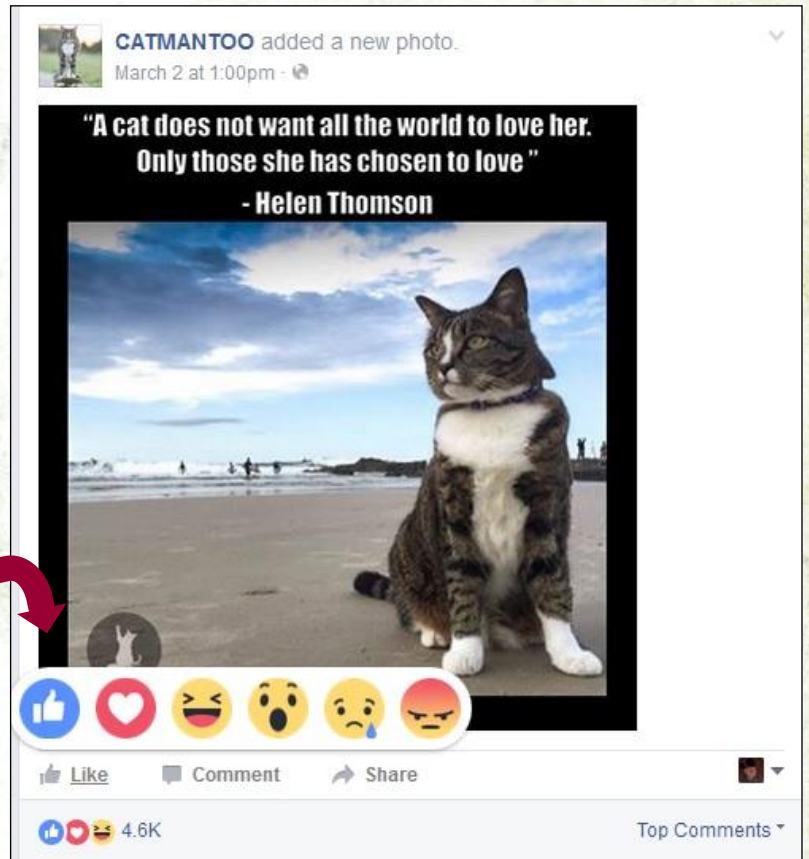 CATMANTOO added a new photo.
March 2 at 1:00pm ·
“A cat does not want all the world to love her.
Only those she has chosen to love ”
- Helen Thomson
Like Comment Share
4.6K Top Comments